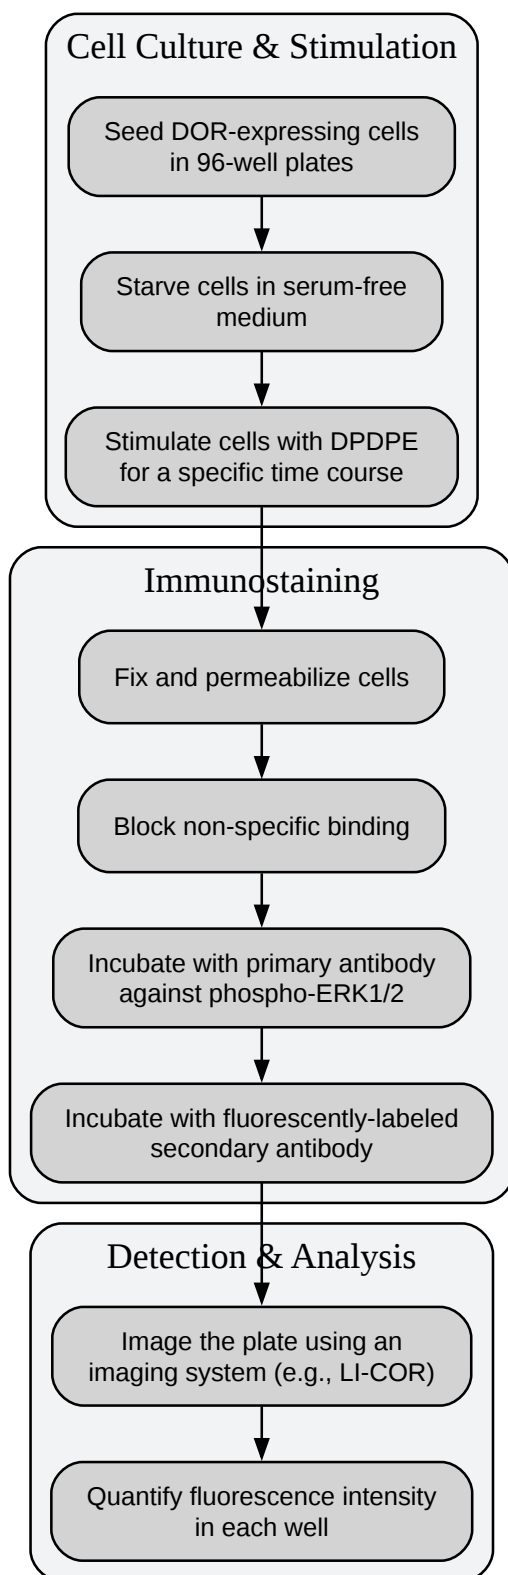 Cell Culture & Stimulation
Seed DOR-expressing cells
in 96-well plates
Starve cells in serum-free
medium
Stimulate cells with DPDPE
for a specific time course
Immunostaining
Fix and permeabilize cells
Block non-specific binding
Incubate with primary antibody
against phospho-ERK1/2
Incubate with fluorescently-labeled
secondary antibody
Detection & Analysis
Image the plate using an
imaging system (e.g., LI-COR)
Quantify fluorescence intensity
in each well